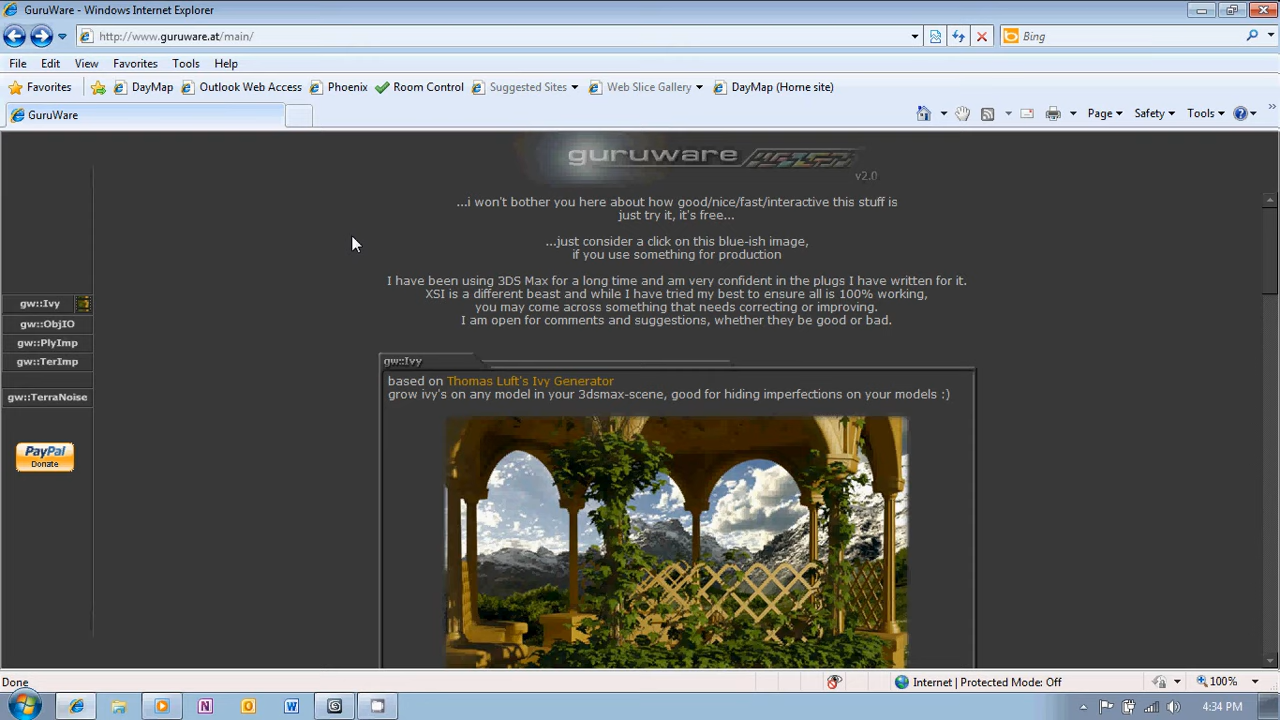 GuruWare - Windows Internet Explorer
http://www.guruware.at/main/
Bing
File Edit View Favorites Tools Help
Favorites DayMap Outlook Web Access Phoenix Room Control Suggested Sites Web Slice Gallery DayMap (Home site)
GuruWare
Page Safety Tools
guruware
v2.0
...i won't bother you here about how good/nice/fast/interactive this stuff is
just try it, it's free...
...just consider a click on this blue-ish image,
if you use something for production
I have been using 3DS Max for a long time and am very confident in the plugs I have written for it.
XSI is a different beast and while I have tried my best to ensure all is 100% working,
you may come across something that needs correcting or improving.
I am open for comments and suggestions, whether they be good or bad.
gw::Ivy
gw::ObjIO
gw::PlyImp
gw::TerImp
gw::TerraNoise
PayPal
Donate
gw::Ivy
based on Thomas Luft's Ivy Generator
grow ivy's on any model in your 3dsmax-scene, good for hiding imperfections on your models :)
Done
Internet | Protected Mode: Off
100%
4:34 PM